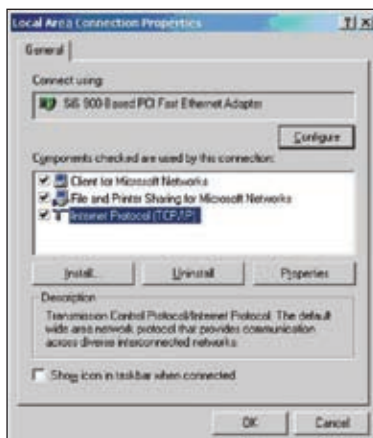 Local Area Connection Properties
General
Connect using:
SiS 900-Based PCI Fast Ethernet Adapter
Configure
Components checked are used by this connection:
Client for Microsoft Networks
File and Printer Sharing for Microsoft Networks
Internet Protocol (TCP/IP)
Install... Uninstall Properties
Description
Transmission Control Protocol/Internet Protocol. The default
wide area network protocol that provides communication
across diverse interconnected networks.
Show icon in taskbar when connected
OK Cancel